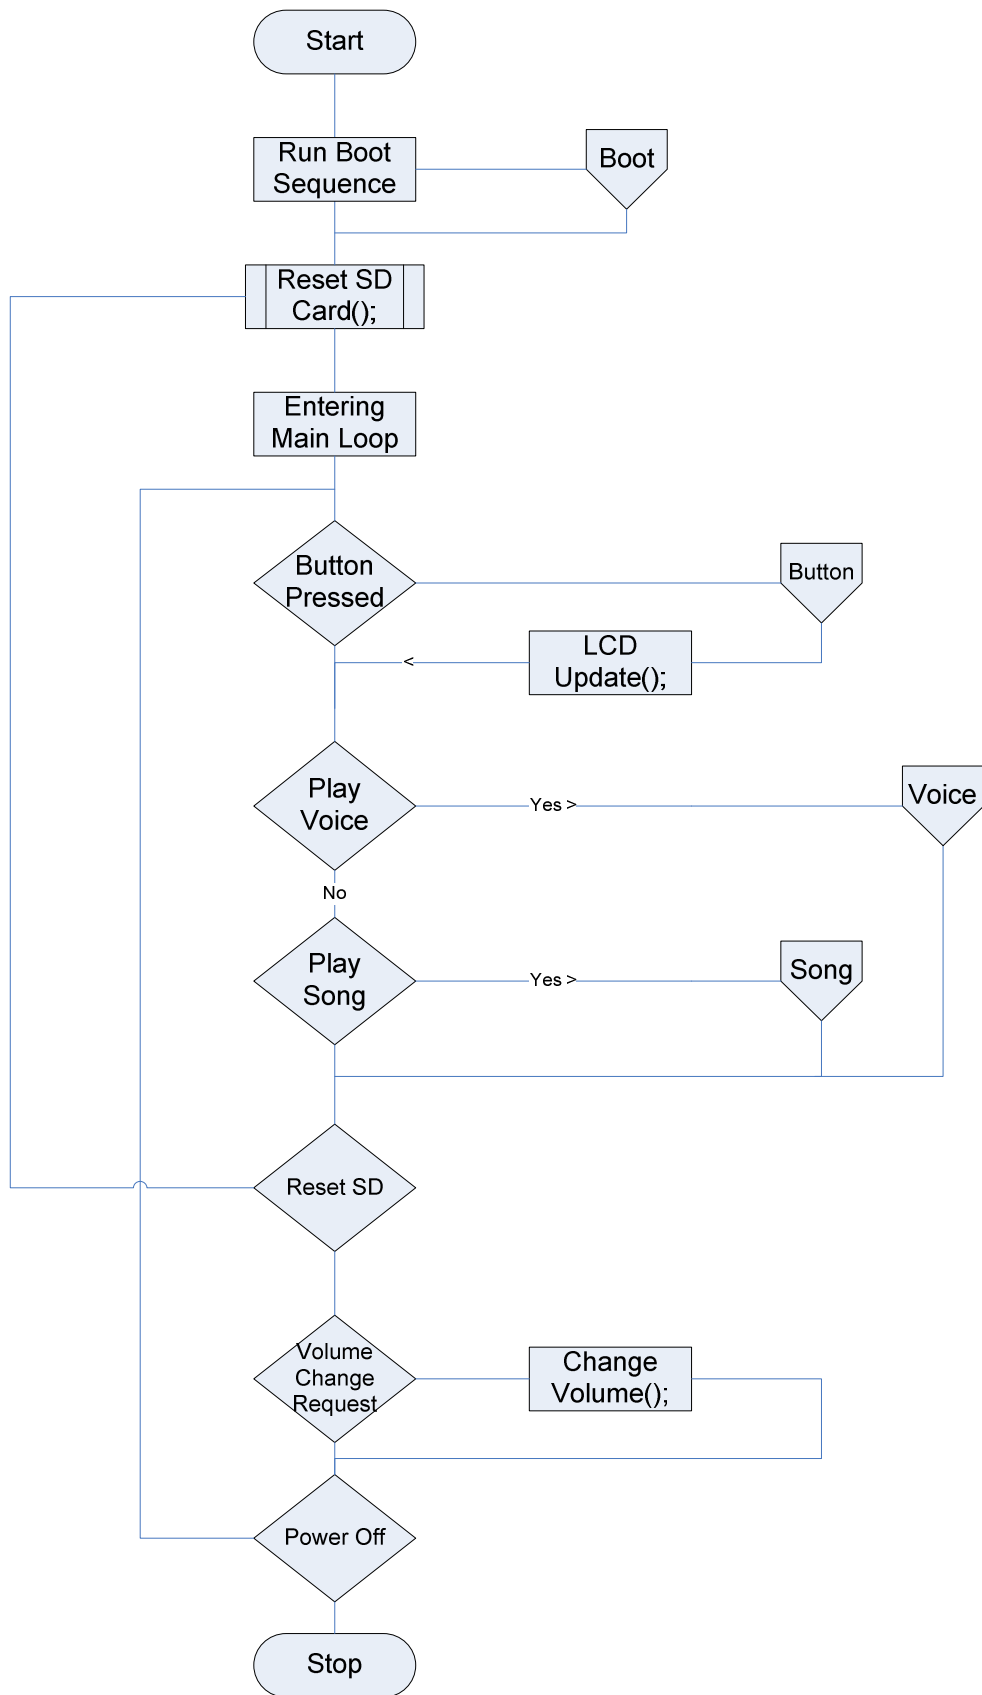 Start
Run Boot
Sequence
Boot
Reset SD
Card();
Entering
Main Loop
Button
Pressed
Button
LCD
Update();
<
Play
Voice
Yes >
Voice
No
Play
Song
Yes >
Song
Reset SD
Volume
Change
Request
Change
Volume();
Power Off
Stop